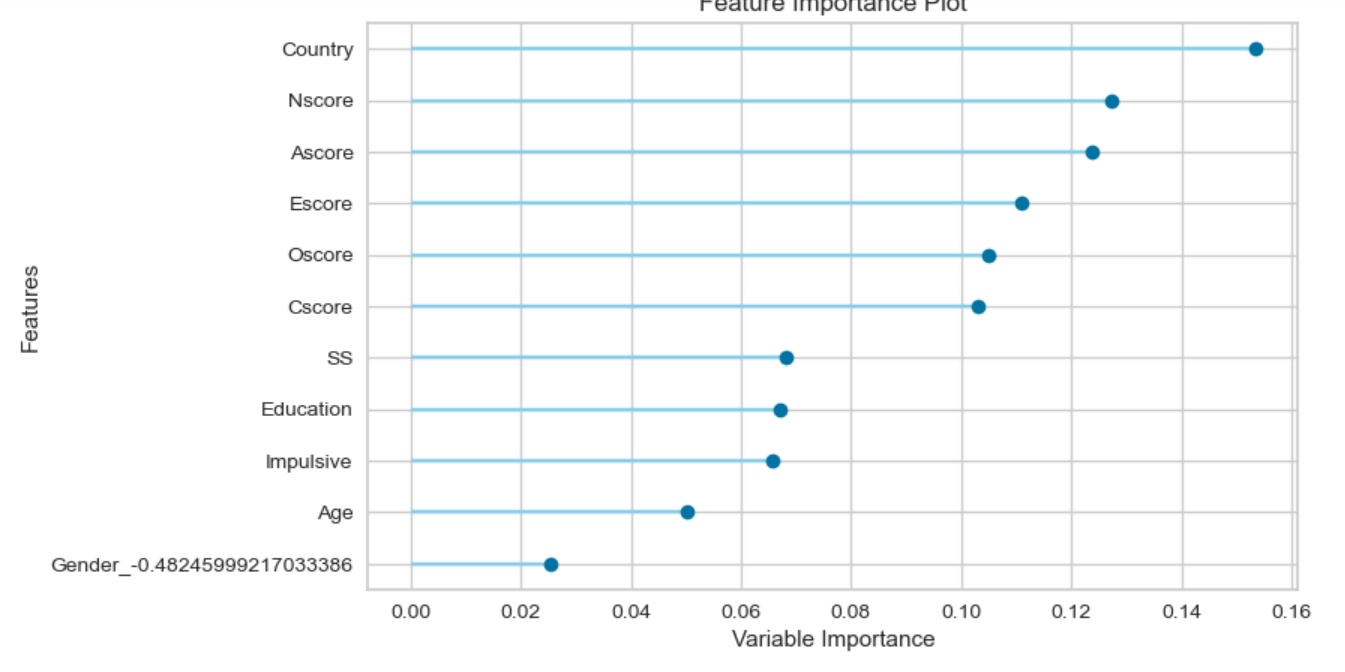 Feature Importance Plot
Country
Nscore
Ascore
Escore
Oscore
Cscore
SS
Education
Impulsive
Age
Gender_-0.48245999217033386
Features
0.00 0.02 0.04 0.06 0.08 0.10 0.12 0.14 0.16
Variable Importance